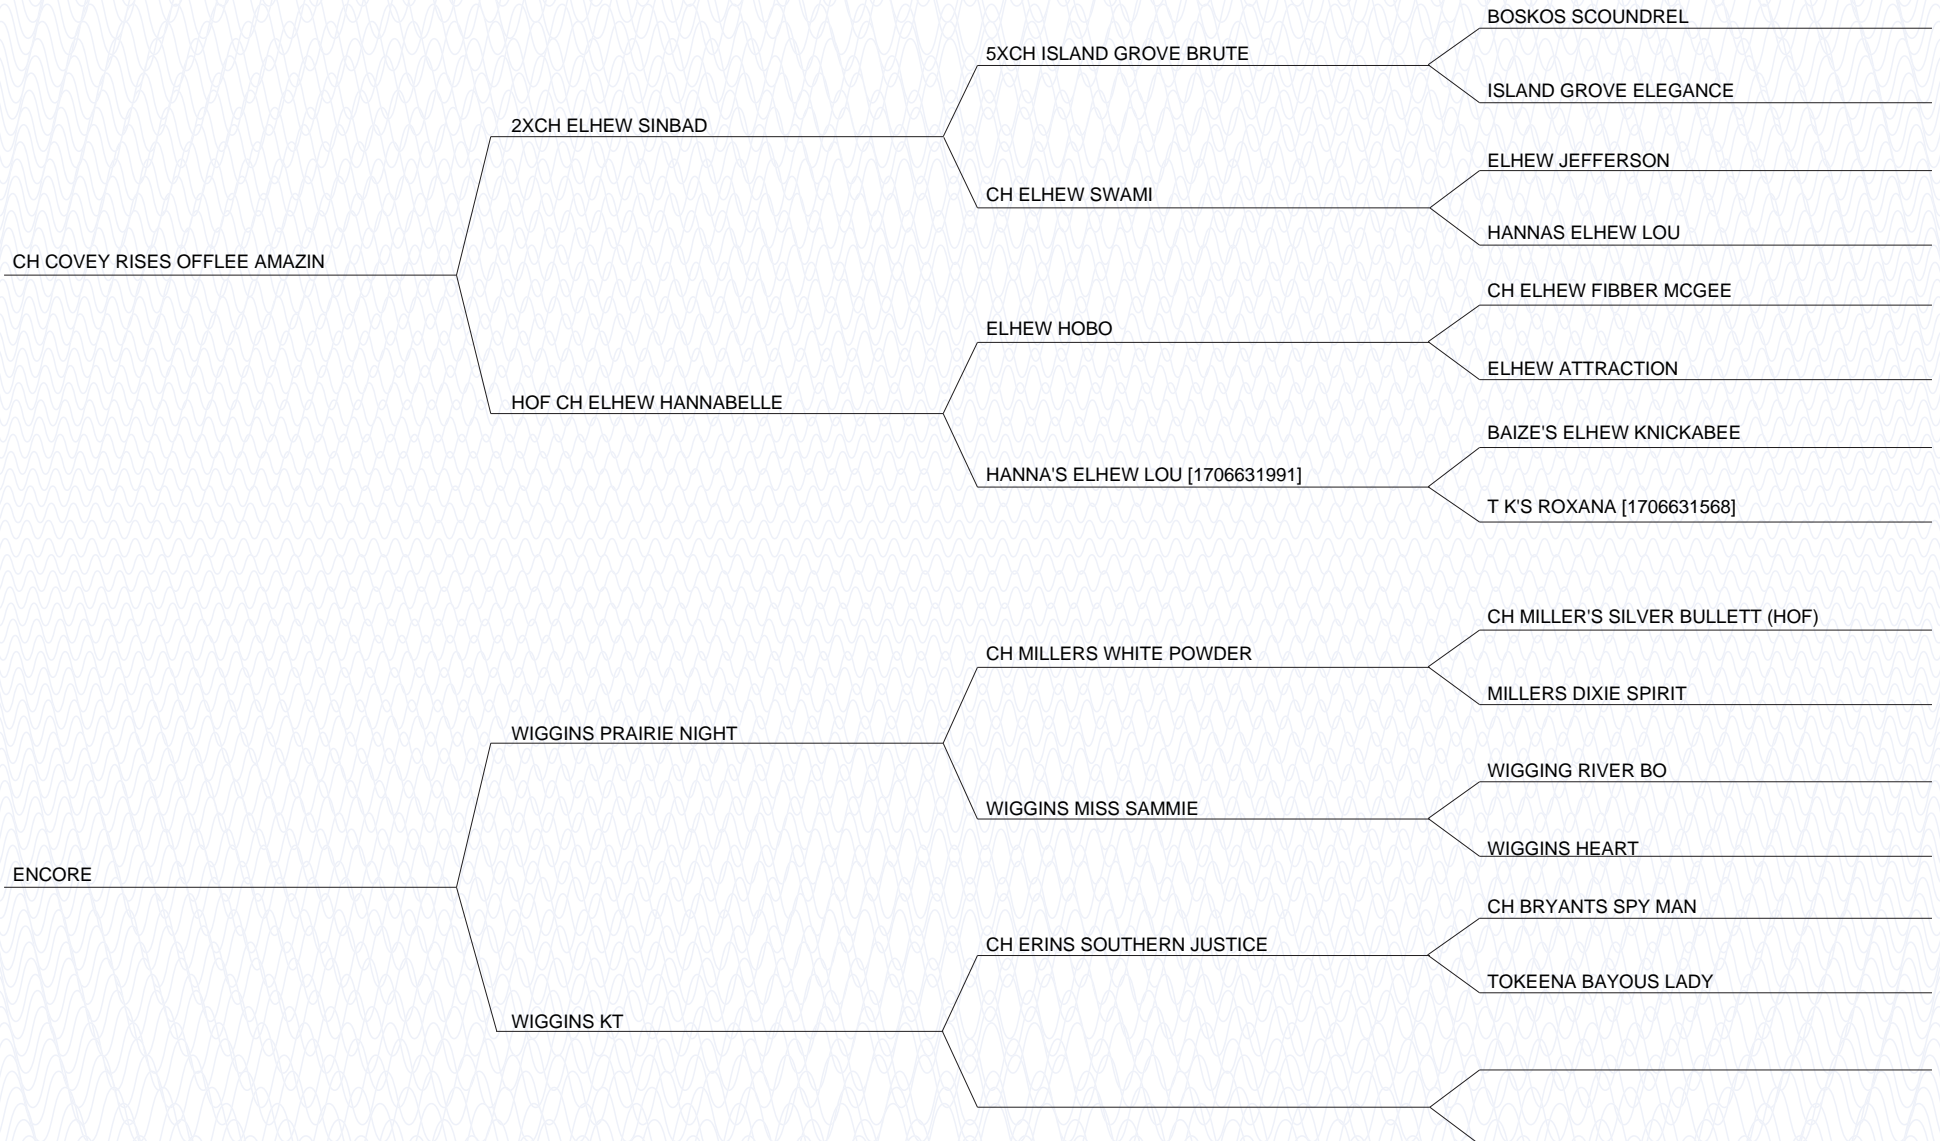 BOSKOS SCOUNDREL
5XCH ISLAND GROVE BRUTE
ISLAND GROVE ELEGANCE
2XCH ELHEW SINBAD
ELHEW JEFFERSON
CH ELHEW SWAMI
HANNAS ELHEW LOU
CH COVEY RISES OFFLEE AMAZIN
CH ELHEW FIBBER MCGEE
ELHEW HOBO
ELHEW ATTRACTION
HOF CH ELHEW HANNABELLE
BAIZE'S ELHEW KNICKABEE
HANNA'S ELHEW LOU [1706631991]
T K'S ROXANA [1706631568]
CH MILLER'S SILVER BULLETT (HOF)
CH MILLERS WHITE POWDER
MILLERS DIXIE SPIRIT
WIGGINS PRAIRIE NIGHT
WIGGING RIVER BO
WIGGINS MISS SAMMIE
WIGGINS HEART
ENCORE
CH BRYANTS SPY MAN
CH ERINS SOUTHERN JUSTICE
TOKEENA BAYOUS LADY
WIGGINS KT